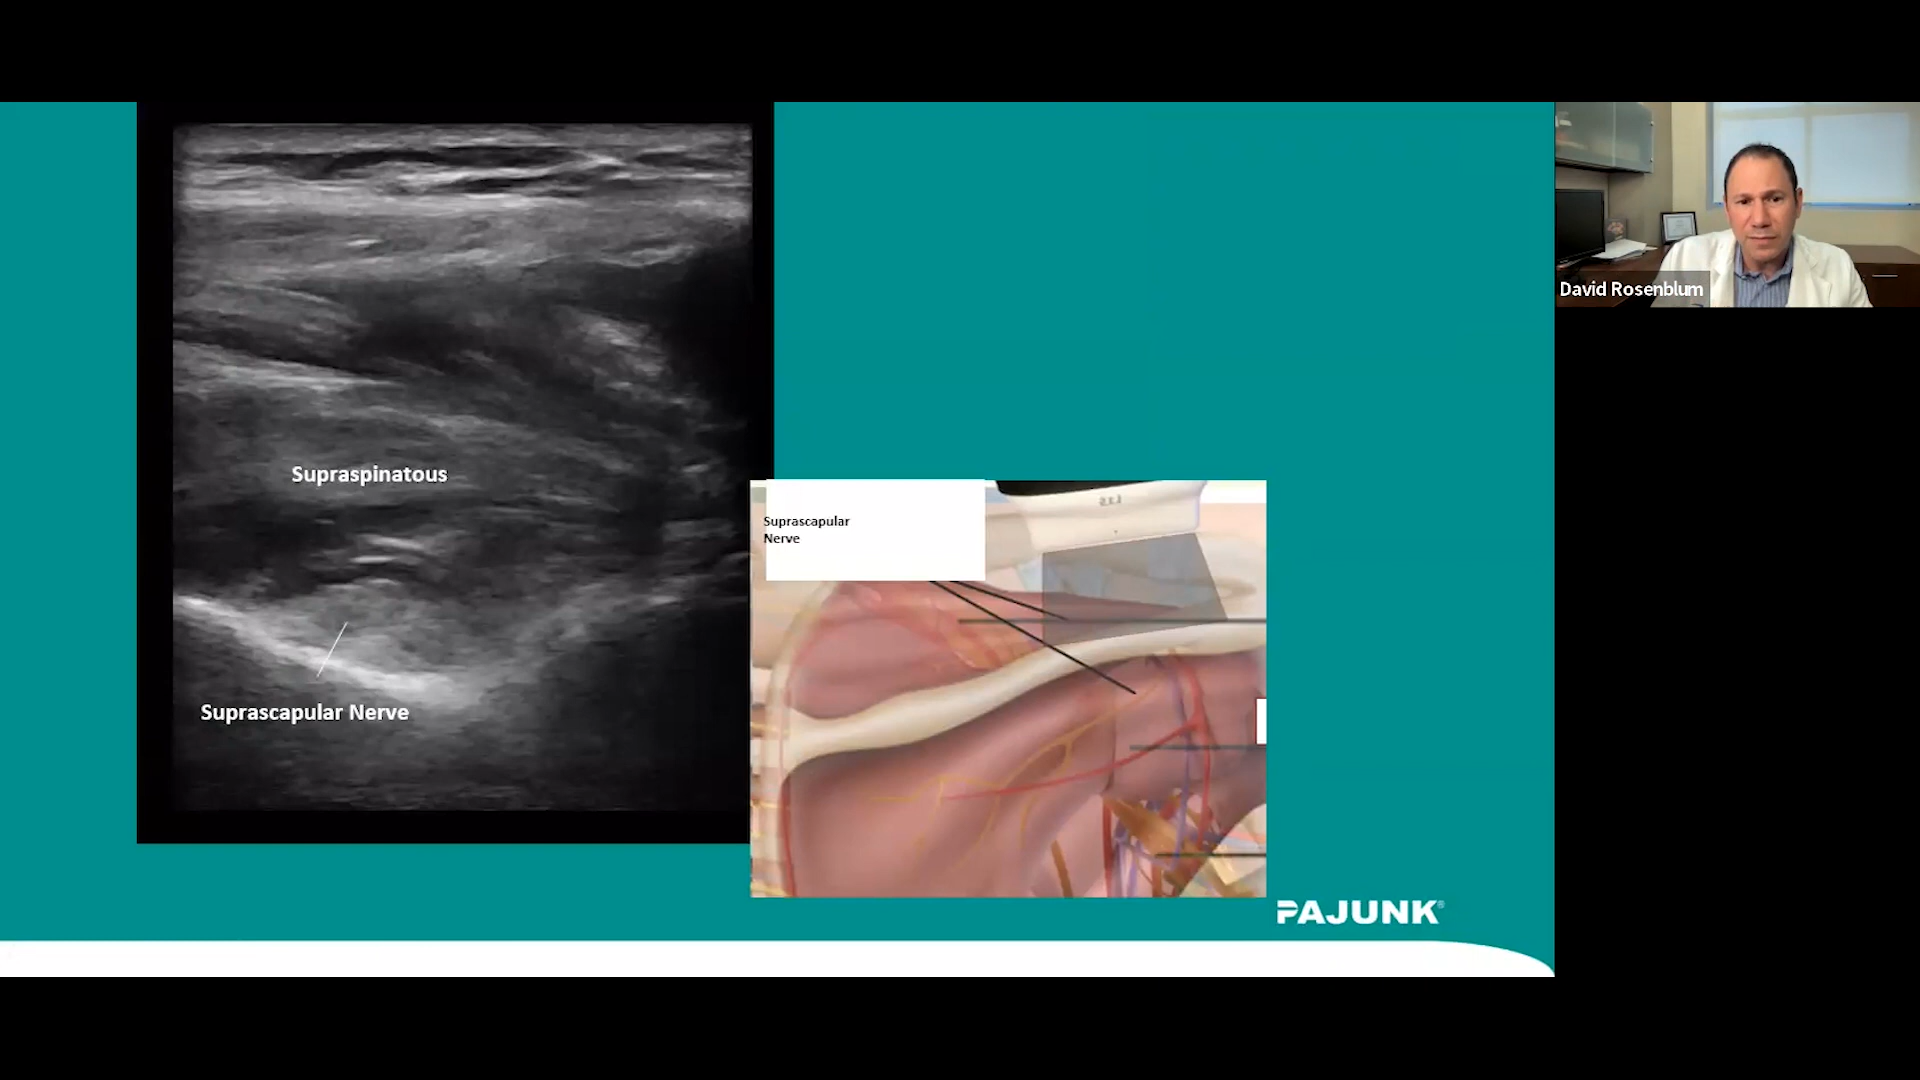 Supraspinatous
Suprascapular Nerve
Suprascapular
Nerve
PAJUNK®
David Rosenblum